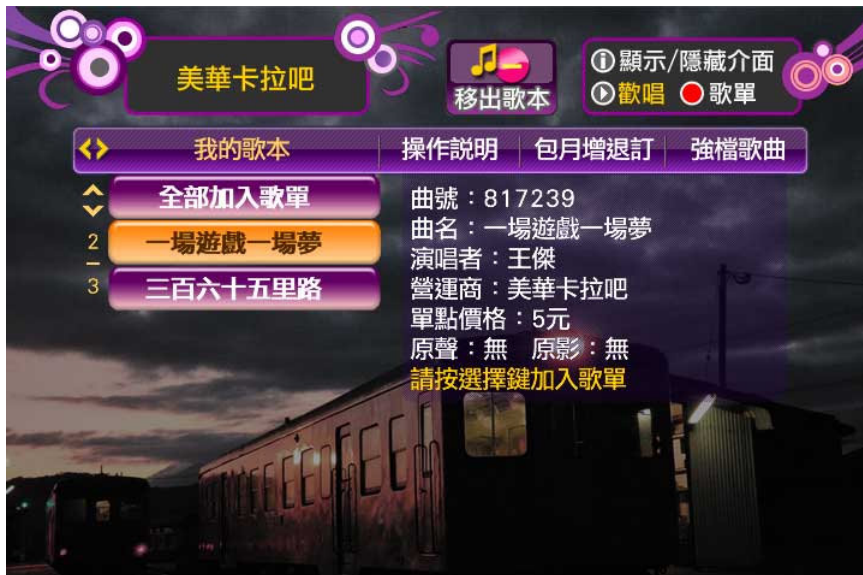 美華卡拉吧
移出歌本
顯示/隱藏介面
歡唱 歌單
我的歌本 操作説明 包月增退訂 強檔歌曲
全部加入歌單
2 一場遊戲一場夢
3 三百六十五里路
曲號：817239
曲名：一場遊戲一場夢
演唱者：王傑
營運商：美華卡拉吧
單點價格：5元
原聲：無 原影：無
請按選擇鍵加入歌單